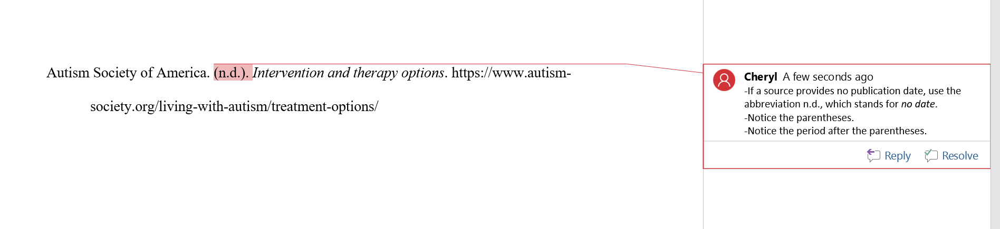 Autism Society of America. (n.d.). Intervention and therapy options. https://www.autism-
society.org/living-with-autism/treatment-options/
Cheryl A few seconds ago
-If a source provides no publication date, use the
abbreviation n.d., which stands for no date.
-Notice the parentheses.
-Notice the period after the parentheses.
Reply Resolve